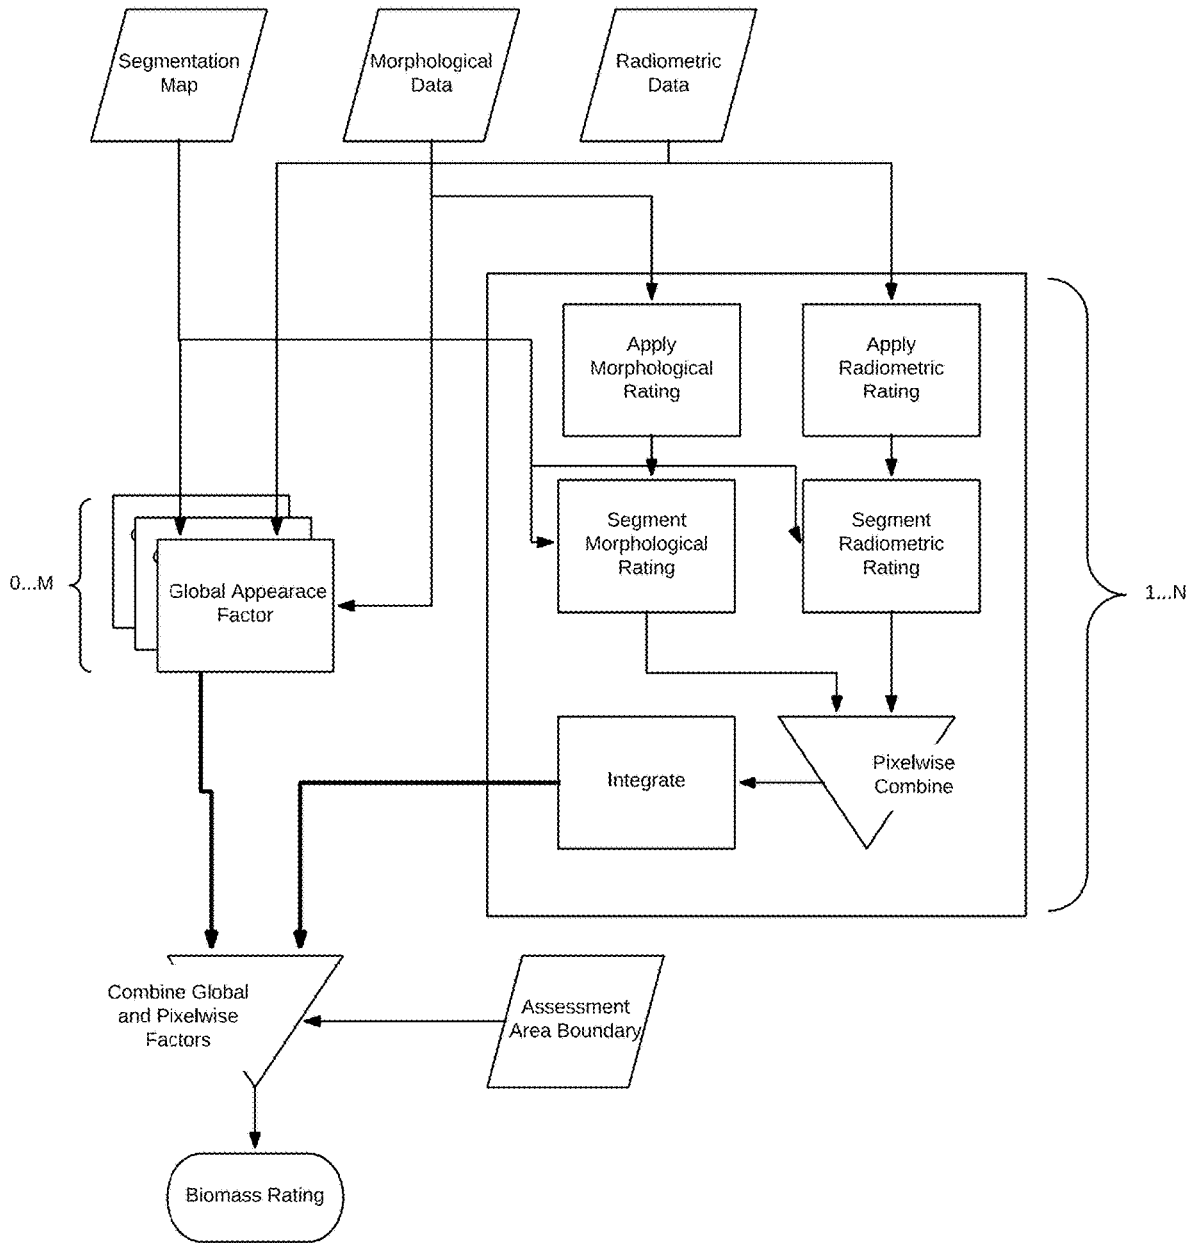 Segmentation
Map
Morphological
Data
Radiometric
Data
Apply
Morphological
Rating
Apply
Radiometric
Rating
Segment
Morphological
Rating
Segment
Radiometric
Rating
0...M
Global Appearace
Factor
1...N
Integrate
Pixelwise
Combine
Combine Global
and Pixelwise
Factors
Assessment
Area Boundary
Biomass Rating